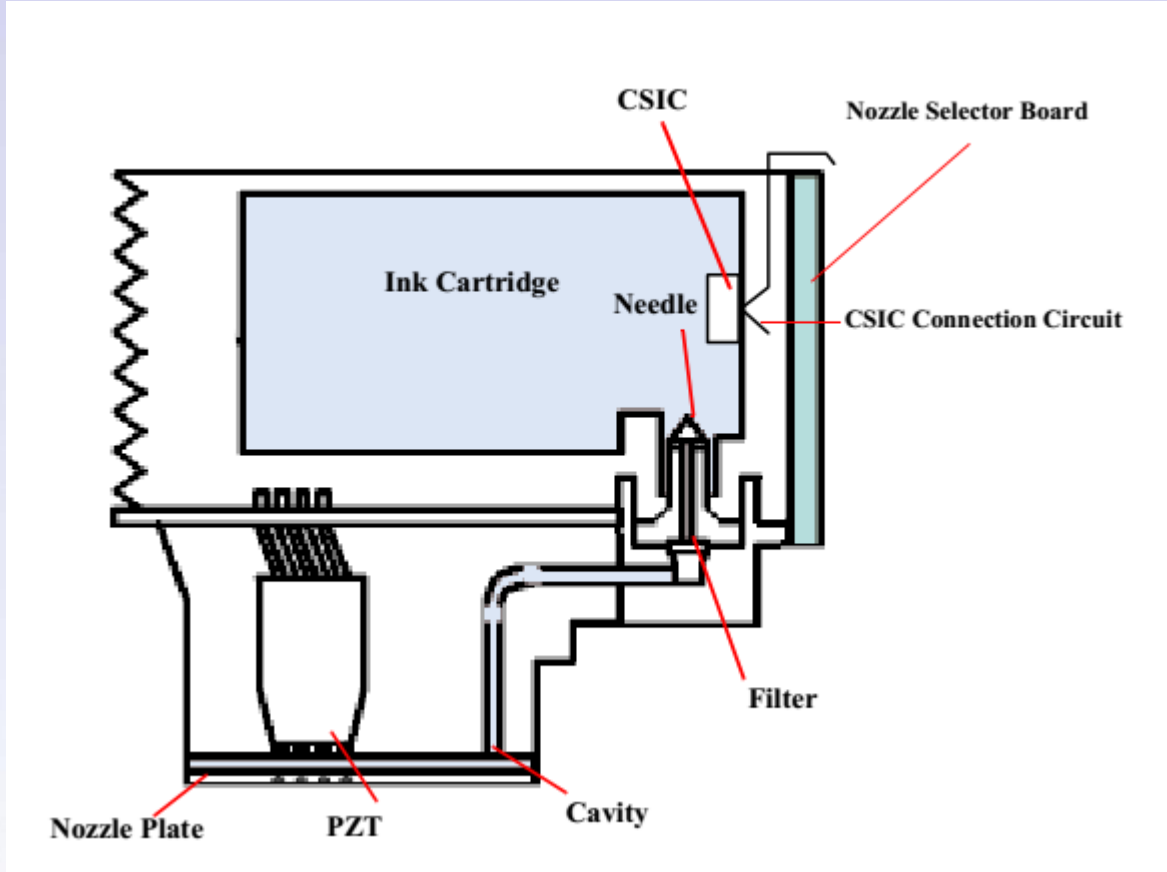 CSIC
Nozzle Selector Board
Ink Cartridge
Needle
CSIC Connection Circuit
Filter
Cavity
PZT
Nozzle Plate